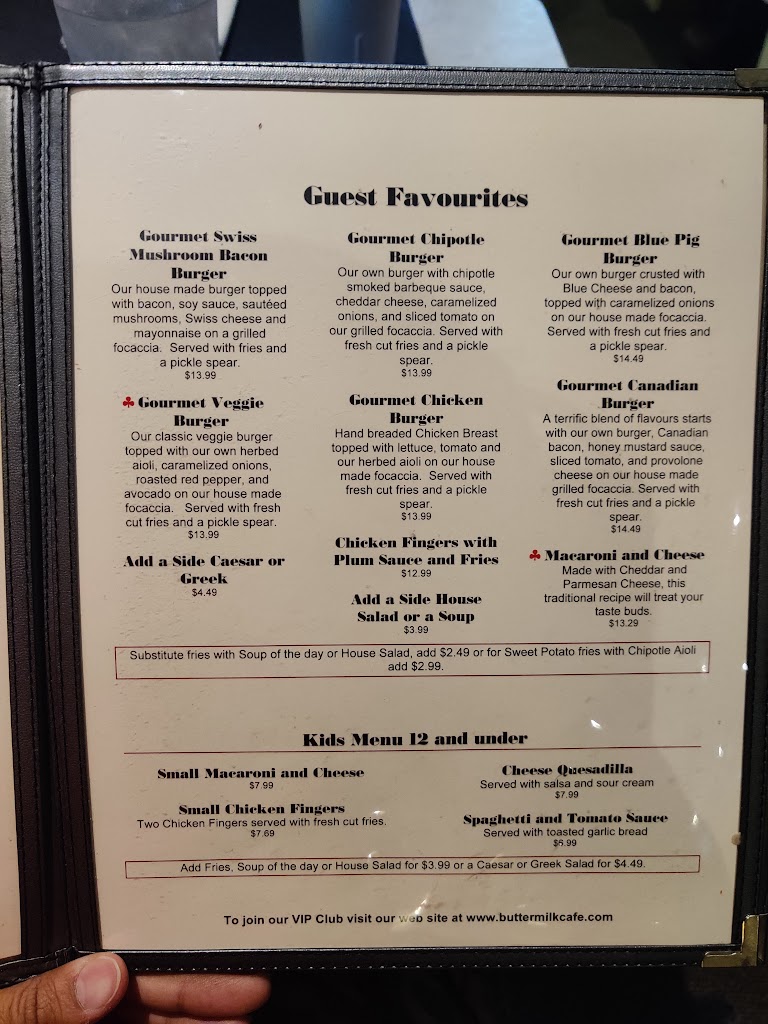 Guest Favourites
Gourmet Swiss
Mushroom Bacon
Burger
Our house made burger topped
with bacon, soy sauce, sautéed
mushrooms, Swiss cheese and
mayonnaise on a grilled
focaccia. Served with fries and
a pickle spear.
$13.99
♣ Gourmet Veggie
Burger
Our classic veggie burger
topped with our own herbed
aioli, caramelized onions,
roasted red pepper, and
avocado on our house made
focaccia. Served with fresh
cut fries and a pickle spear.
$13.99
Add a Side Caesar or
Greek
$4.49
Gourmet Chipotle
Burger
Our own burger with chipotle
smoked barbeque sauce,
cheddar cheese, caramelized
onions, and sliced tomato on
our grilled focaccia. Served with
fresh cut fries and a pickle
spear.
$13.99
Gourmet Chicken
Burger
Hand breaded Chicken Breast
topped with lettuce, tomato and
our herbed aioli on our house
made focaccia. Served with
fresh cut fries and a pickle
spear.
$13.99
Chicken Fingers with
Plum Sauce and Fries
$12.99
Add a Side House
Salad or a Soup
$3.99
Gourmet Blue Pig
Burger
Our own burger crusted with
Blue Cheese and bacon,
topped with caramelized onions
on our house made focaccia.
Served with fresh cut fries and
a pickle spear.
$14.49
Gourmet Canadian
Burger
A terrific blend of flavours starts
with our own burger, Canadian
bacon, honey mustard sauce,
sliced tomato, and provolone
cheese on our house made
grilled focaccia. Served with
fresh cut fries and a pickle
spear.
$14.49
♣ Macaroni and Cheese
Made with Cheddar and
Parmesan Cheese, this
traditional recipe will treat your
taste buds.
$13.29
Substitute fries with Soup of the day or House Salad, add $2.49 or for Sweet Potato fries with Chipotle Aioli
add $2.99.
Kids Menu 12 and under
Small Macaroni and Cheese
$7.99
Small Chicken Fingers
Two Chicken Fingers served with fresh cut fries.
$7.69
Cheese Quesadilla
Served with salsa and sour cream
$7.99
Spaghetti and Tomato Sauce
Served with toasted garlic bread
$6.99
Add Fries, Soup of the day or House Salad for $3.99 or a Caesar or Greek Salad for $4.49.
To join our VIP Club visit our web site at www.buttermilkcafe.com